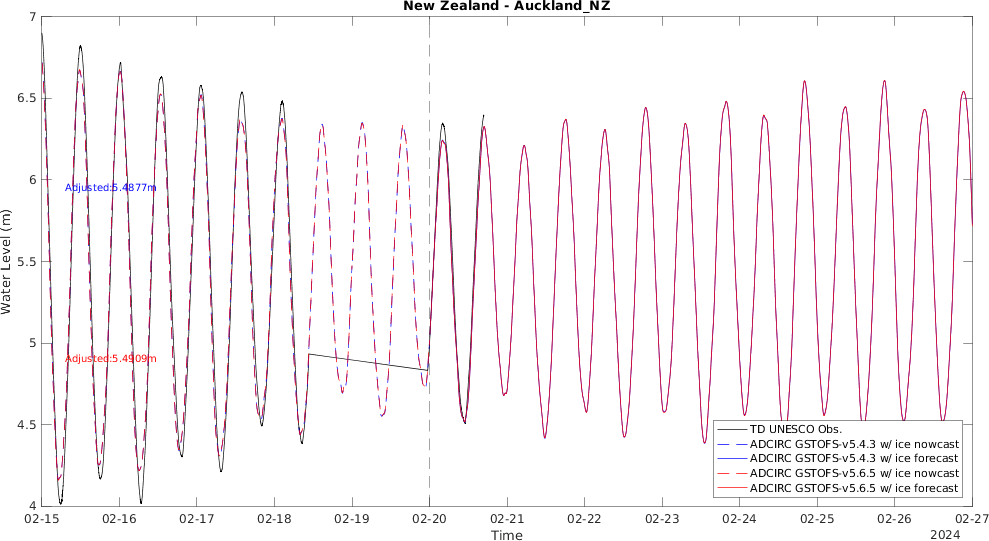 New Zealand - Auckland_NZ
7
6.5
6
5.5
5
4.5
4
Water Level (m)
Adjusted:5.4877m
Adjusted:5.4909m
TD UNESCO Obs.
ADCIRC GSTOFS-v5.4.3 w/ ice nowcast
ADCIRC GSTOFS-v5.4.3 w/ ice forecast
ADCIRC GSTOFS-v5.6.5 w/ ice nowcast
ADCIRC GSTOFS-v5.6.5 w/ ice forecast
02-15 02-16 02-17 02-18 02-19 02-20 02-21 02-22 02-23 02-24 02-25 02-26 02-27
Time
2024